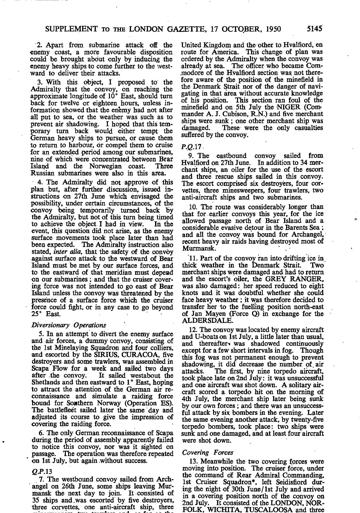 SUPPLEMENT TO THE LONDON GAZETTE, 17 OCTOBER, 1950 5145
2. Apart from submarine attack off the
enemy coast, a more favourable disposition
could be brought about only by inducing the
enemy heavy ships to come further to the west-
ward to deliver their attacks.
3. With this object, I proposed to the
Admiralty that the convoy, on reaching the
approximate longitude of 10° East, should turn
back for twelve or eighteen hours, unless in-
formation showed that the enemy had not after
all put to sea, or the weather was such as to
prevent air shadowing. I hoped that this tem-
porary turn back would either tempt the
German heavy ships to pursue, or cause them
to return to harbour, or compel them to cruise
for an extended period among our submarines,
nine of which were concentrated between Bear
Island and the Norwegian coast. Three
Russian submarines were also in this area.
4. The Admiralty did not approve of this
plan but, after further discussion, issued in-
structions on 27th June which envisaged the
possibility, under certain circumstances, of the
convoy being temporarily turned back by
the Admiralty, but not of this turn being timed
to achieve the object I had in view. In the
event, this question did not arise, as the enemy
surface movements took place later than had
been expected. The Admiralty instruction also
stated, inter alia, that the safety of the convoy
against surface attack to the westward of Bear
Island must be met by our surface forces, and
to the eastward of that meridian must depend
on our submarines; and that the cruiser cover-
ing force was not intended to go east of Bear
Island unless the convoy was threatened by the
presence of a surface force which the cruiser
force could fight, or in any case to go beyond
25° East.
Diversionary Operations
5. In an attempt to divert the enemy surface
and air forces, a dummy convoy, consisting of
the 1st Minelaying Squadron and four colliers,
and escorted by the SIRIUS, CURACOA, five
destroyers and some trawlers, was assembled in
Scapa Flow for a week and sailed two days
after the convoy. It sailed westabout the
Shetlands and then eastward to 1° East, hoping
to attract the attention of the German air re-
connaissance and simulate a raiding force
bound for Southern Norway (Operation ES).
The battlefleet sailed later the same day and
adjusted its course to give the impression of
covering the raiding force.
6. The only German reconnaissance of Scapa
during the period of assembly apparently failed
to notice this convoy, nor was it sighted on
passage. The operation was therefore repeated
on 1st July, but again without success.
Q.P.13
7. The westbound convoy sailed from Arch-
angel on 26th June, some ships leaving Mur-
mansk the next day to join. It consisted of
35 ships and was escorted by five destroyers,
three corvettes, one anti-aircraft ship, three
United Kingdom and the other to Hvalfiord, en
route for America. This change of plan was
ordered by the Admiralty when the convoy was
already at sea. The officer who became Com-
modore of the Hvalfiord section was not there-
fore aware of the position of the minefield in
the Denmark Strait nor of the danger of navi-
gating in that area without accurate knowledge
of his position. This section ran foul of the
minefield and on 5th July the NIGER (Com-
mander A. J. Cubison, R.N.) and five merchant
ships were sunk; one other merchant ship was
damaged. These were the only casualties
suffered by the convoy.
P.Q.17
9. The eastbound convoy sailed from
Hvalfiord on 27th June. In addition to 34 mer-
chant ships, an oiler for the use of the escort
and three rescue ships sailed in this convoy.
The escort comprised six destroyers, four cor-
vettes, three minesweepers, four trawlers, two
anti-aircraft ships and two submarines.
10. The route was considerably longer than
that for earlier convoys this year, for the ice
allowed passage north of Bear Island and a
considerable evasive detour in the Barents Sea;
and all the convoy was bound for Archangel,
recent heavy air raids having destroyed most of
Murmansk.
11. Part of the convoy ran into drifting ice in
thick weather in the Denmark Strait. Two
merchant ships were damaged and had to return
and the escort's oiler, the GREY RANGER,
was also damaged: her speed reduced to eight
knots and it was doubtful whether she could
face heavy weather; it was therefore decided to
transfer her to the fuelling position north-east
of Jan Mayen (Force Q) in exchange for the
ALDERSDALE.
12. The convoy was located by enemy aircraft
and U-boats on 1st July, a little later than usual,
and thereafter was shadowed continuously
except for a few short intervals in fog. Though
this fog was not permanent enough to prevent
shadowing, it did decrease the number of air
attacks. The first, by nine torpedo aircraft,
took place late on 2nd July: it was unsuccessful
and one aircraft was shot down. A solitary air-
craft scored a torpedo hit on the morning of
4th July, the merchant ship later being sunk
by our own forces; and there was an unsuccess-
ful attack by six bombers in the evening. Later
the same evening another attack, by twenty-five
torpedo bombers, took place: two ships were
sunk and one damaged, and at least four aircraft
were shot down.
Covering Forces
13. Meanwhile the two covering forces were
moving into position. The cruiser force, under
the command of Rear Admiral Commanding,
1st Cruiser Squadron*, left Seidisfiord dur-
ing the night of 30th June/1st July and arrived
in a covering position north of the convoy on
2nd July. It consisted of the LONDON, NOR-
FOLK, WICHITA, TUSCALOOSA and three